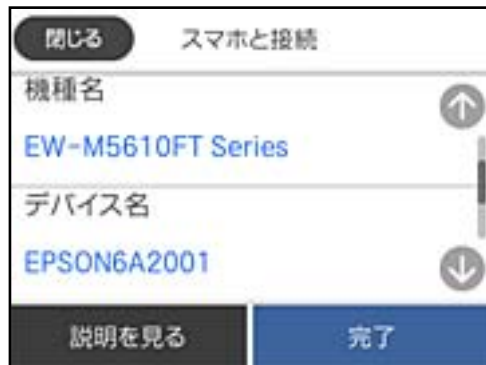 閉じる
スマホと接続
機種名
EW-M5610FT Series
デバイス名
EPSON6A2001
説明を見る
完了